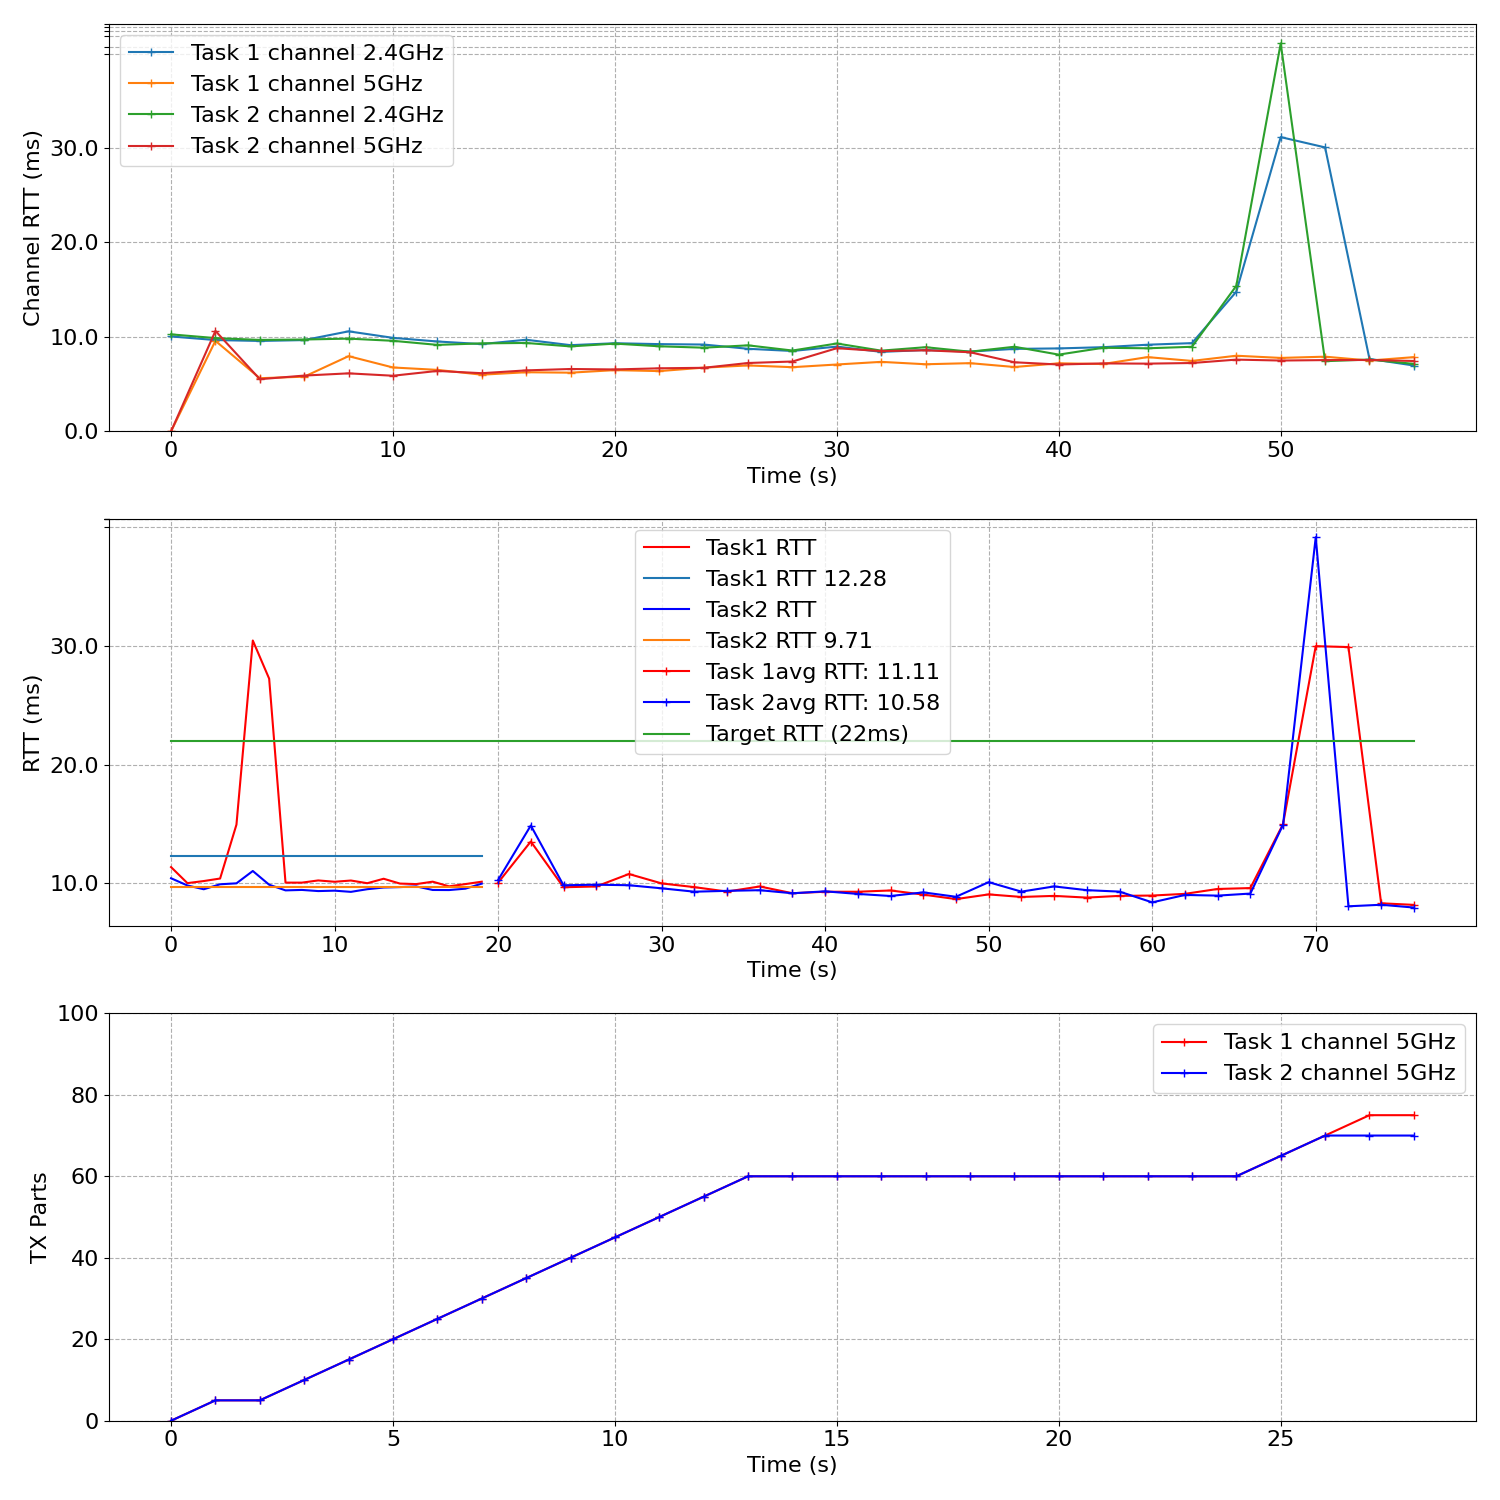 Task 1 channel 2.4GHz
Task 1 channel 5GHz
Task 2 channel 2.4GHz
Task 2 channel 5GHz
Channel RTT (ms)
30.0
20.0
10.0
0.0
0 10 20 30 40 50
Time (s)
Task1 RTT
Task1 RTT 12.28
Task2 RTT
Task2 RTT 9.71
Task 1avg RTT: 11.11
Task 2avg RTT: 10.58
Target RTT (22ms)
RTT (ms)
30.0
20.0
10.0
0 10 20 30 40 50 60 70
Time (s)
Task 1 channel 5GHz
Task 2 channel 5GHz
TX Parts
100
80
60
40
20
0
0 5 10 15 20 25
Time (s)